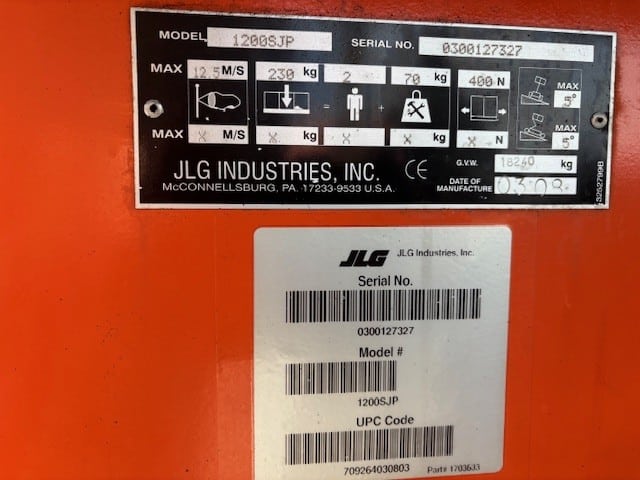 MODEL 1200SJP SERIAL NO. 0300127327
MAX 12.5 M/S 230 kg = 2 + 70 kg 400 N MAX 5°
MAX X M/S X kg X X kg X N MAX 5°
JLG INDUSTRIES, INC. CE G.V.W. 18240 kg
McCONNELLSBURG, PA. 17233-9533 U.S.A. DATE OF MANUFACTURE 03 08
3252799B
JLG JLG Industries, Inc.
Serial No.
0300127327
Model #
1200SJP
UPC Code
709264030803 Part# 1703633